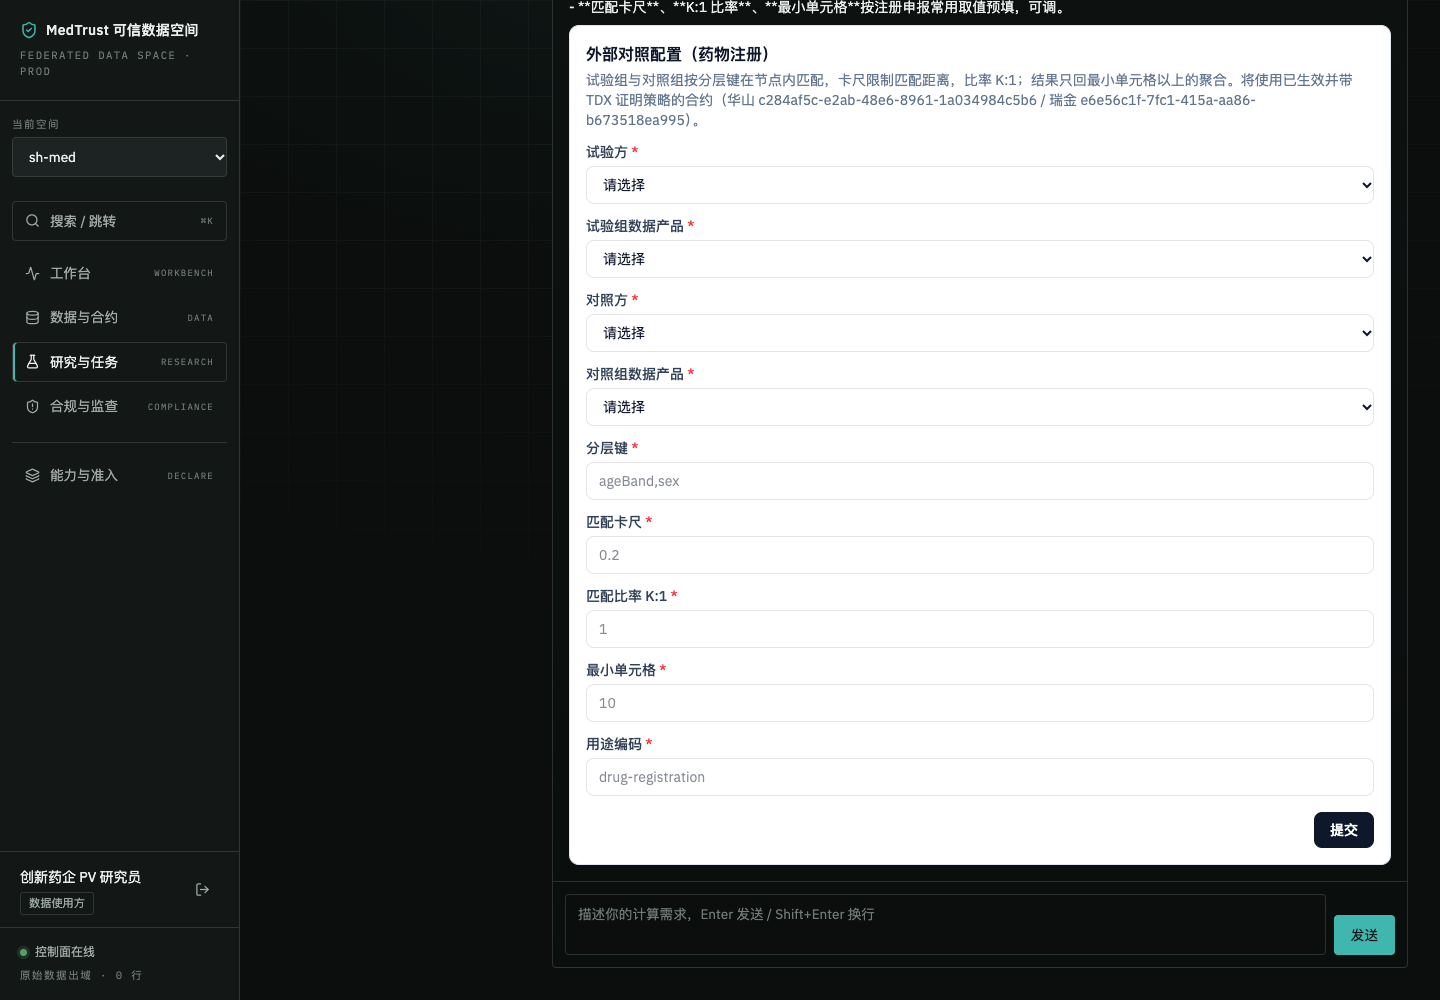 MedTrust 可信数据空间
FEDERATED DATA SPACE ·
PROD
当前空间
sh-med
搜索 / 跳转
⌘K
工作台
WORKBENCH
数据与合约
DATA
研究与任务
RESEARCH
合规与监查
COMPLIANCE
能力与准入
DECLARE
创新药企 PV 研究员
数据使用方
控制面在线
原始数据出域 · 0 行
- **匹配卡尺**、**K:1 比率**、**最小单元格**按注册申报常用取值预填，可调。
外部对照配置（药物注册）
试验组与对照组按分层键在节点内匹配，卡尺限制匹配距离，比率 K:1；结果只回最小单元格以上的聚合。将使用已生效并带
TDX 证明策略的合约（华山 c284af5c-e2ab-48e6-8961-1a034984c5b6 / 瑞金 e6e56c1f-7fc1-415a-aa86-
b673518ea995）。
试验方 *
请选择
试验组数据产品 *
请选择
对照方 *
请选择
对照组数据产品 *
请选择
分层键 *
ageBand,sex
匹配卡尺 *
0.2
匹配比率 K:1 *
1
最小单元格 *
10
用途编码 *
drug-registration
提交
描述你的计算需求，Enter 发送 / Shift+Enter 换行
发送